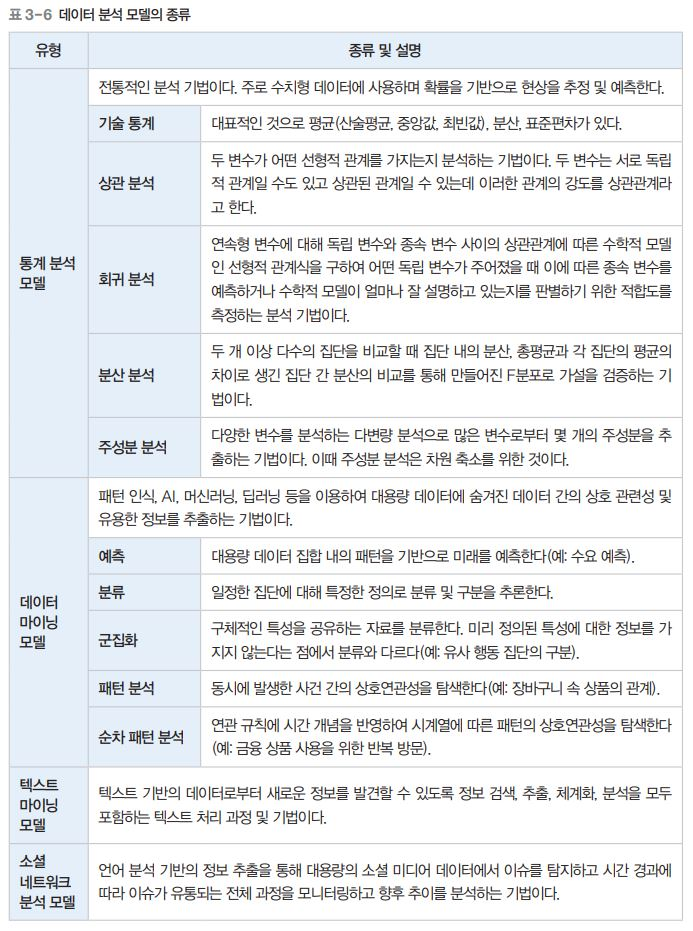 표 3-6 데이터 분석 모델의 종류
유형
종류 및 설명
통계 분석
모델
전통적인 분석 기법이다. 주로 수치형 데이터에 사용하며 확률을 기반으로 현상을 추정 및 예측한다.
기술 통계
대표적인 것으로 평균(산술평균, 중앙값, 최빈값), 분산, 표준편차가 있다.
상관 분석
두 변수가 어떤 선형적 관계를 가지는지 분석하는 기법이다. 두 변수는 서로 독립
적 관계일 수도 있고 상관된 관계일 수 있는데 이러한 관계의 강도를 상관관계라
고 한다.
회귀 분석
연속형 변수에 대해 독립 변수와 종속 변수 사이의 상관관계에 따른 수학적 모델
인 선형적 관계식을 구하여 어떤 독립 변수가 주어졌을 때 이에 따른 종속 변수를
예측하거나 수학적 모델이 얼마나 잘 설명하고 있는지를 판별하기 위한 적합도를
측정하는 분석 기법이다.
분산 분석
두 개 이상 다수의 집단을 비교할 때 집단 내의 분산, 총평균과 각 집단의 평균의
차이로 생긴 집단 간 분산의 비교를 통해 만들어진 F분포로 가설을 검증하는 기
법이다.
주성분 분석
다양한 변수를 분석하는 다변량 분석으로 많은 변수로부터 몇 개의 주성분을 추
출하는 기법이다. 이때 주성분 분석은 차원 축소를 위한 것이다.
데이터
마이닝
모델
패턴 인식, AI, 머신러닝, 딥러닝 등을 이용하여 대용량 데이터에 숨겨진 데이터 간의 상호 관련성 및
유용한 정보를 추출하는 기법이다.
예측
대용량 데이터 집합 내의 패턴을 기반으로 미래를 예측한다(예: 수요 예측).
분류
일정한 집단에 대해 특정한 정의로 분류 및 구분을 추론한다.
군집화
구체적인 특성을 공유하는 자료를 분류한다. 미리 정의된 특성에 대한 정보를 가
지지 않는다는 점에서 분류와 다르다(예: 유사 행동 집단의 구분).
패턴 분석
동시에 발생한 사건 간의 상호연관성을 탐색한다(예: 장바구니 속 상품의 관계).
순차 패턴 분석
연관 규칙에 시간 개념을 반영하여 시계열에 따른 패턴의 상호연관성을 탐색한다
(예: 금융 상품 사용을 위한 반복 방문).
텍스트
마이닝
모델
텍스트 기반의 데이터로부터 새로운 정보를 발견할 수 있도록 정보 검색, 추출, 체계화, 분석을 모두
포함하는 텍스트 처리 과정 및 기법이다.
소셜
네트워크
분석 모델
언어 분석 기반의 정보 추출을 통해 대용량의 소셜 미디어 데이터에서 이슈를 탐지하고 시간 경과에
따라 이슈가 유통되는 전체 과정을 모니터링하고 향후 추이를 분석하는 기법이다.